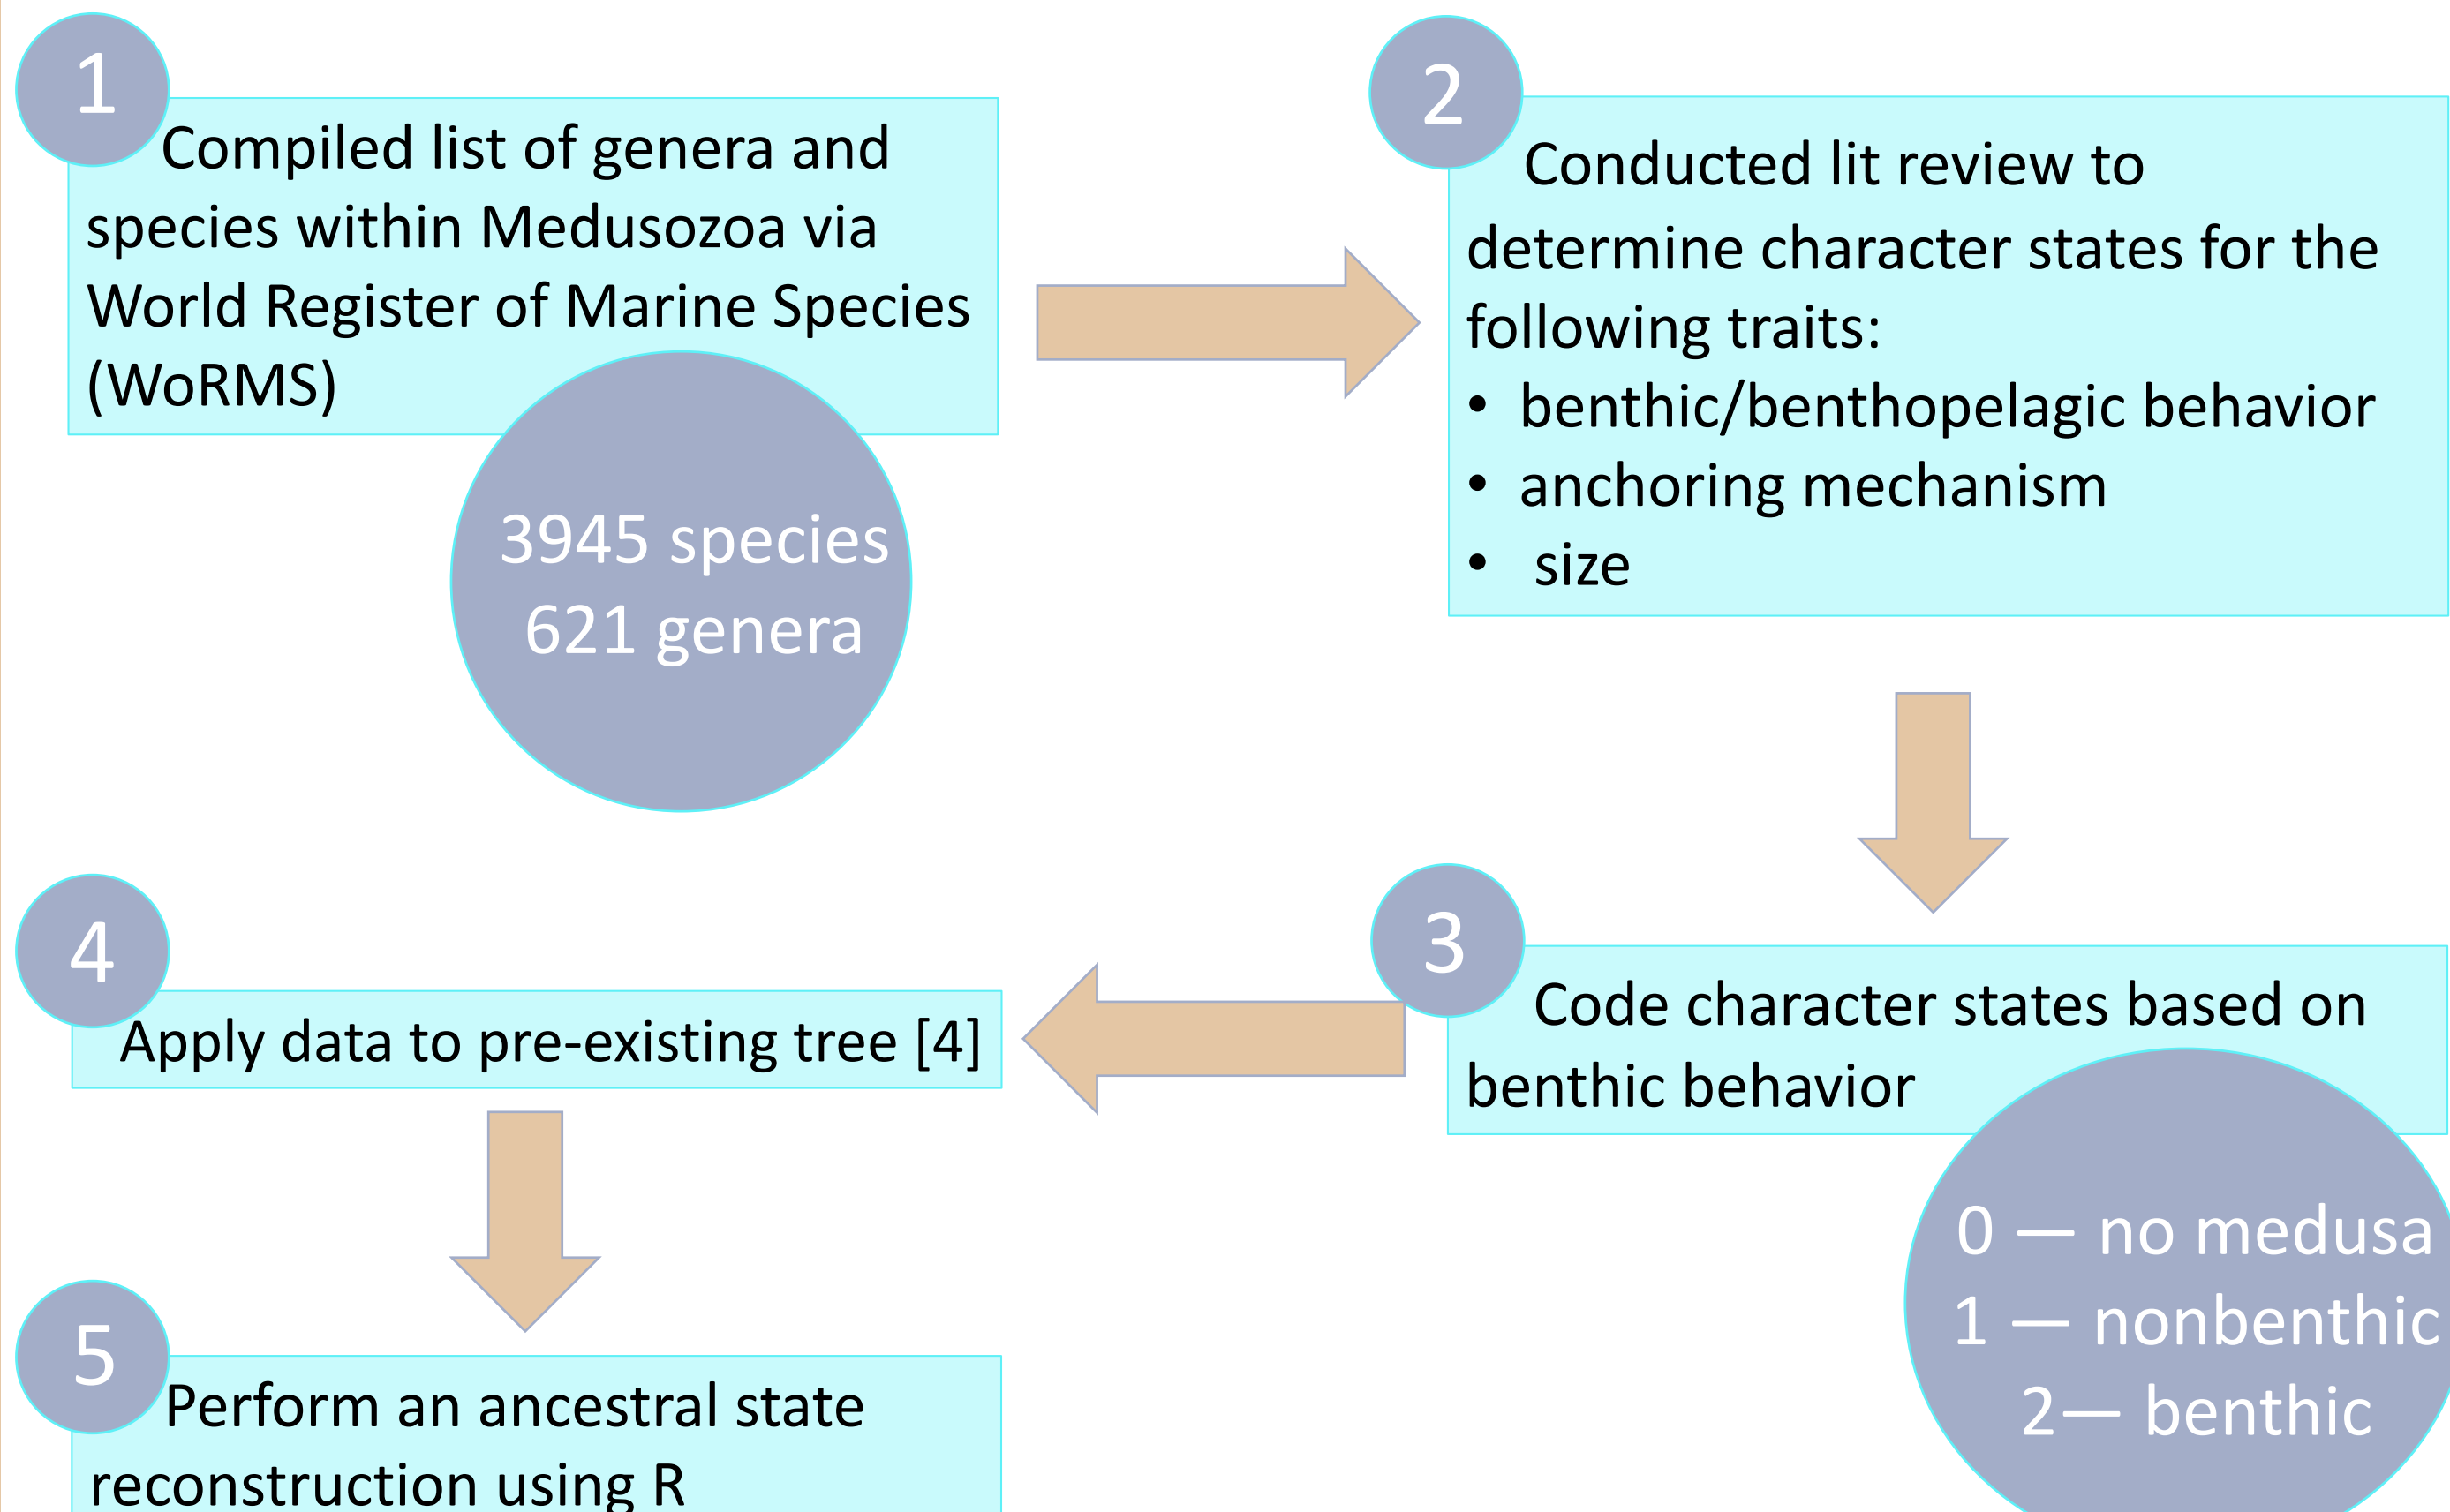 1
Compiled list of genera and
species within Medusozoa via
World Register of Marine Species
(WoRMS)
3945 species
621 genera
2
Conducted lit review to
determine character states for the
following traits:
• benthic/benthopelagic behavior
• anchoring mechanism
• size
3
Code character states based on
benthic behavior
0 — no medusa
1 — nonbenthic
2— benthic
4
Apply data to pre-existing tree [4]
5
Perform an ancestral state
reconstruction using R